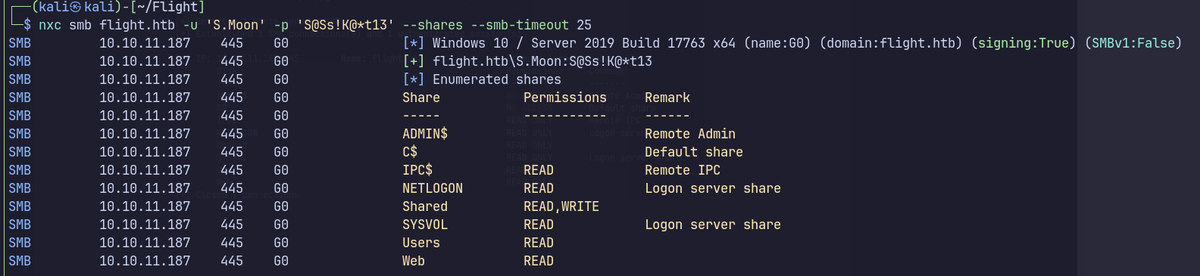 (kali㉿kali)-[~/Flight]
$ nxc smb flight.htb -u 'S.Moon' -p 'S@Ss!K@*t13' --shares --smb-timeout 25
SMB 10.10.11.187 445 G0 [*] Windows 10 / Server 2019 Build 17763 x64 (name:G0) (domain:flight.htb) (signing:True) (SMBv1:False)
SMB 10.10.11.187 445 G0 [+] flight.htb\S.Moon:S@Ss!K@*t13
SMB 10.10.11.187 445 G0 [*] Enumerated shares
SMB 10.10.11.187 445 G0 Share Permissions Remark
SMB 10.10.11.187 445 G0 ----- ----------- ------
SMB 10.10.11.187 445 G0 ADMIN$ Remote Admin
SMB 10.10.11.187 445 G0 C$ Default share
SMB 10.10.11.187 445 G0 IPC$ READ Remote IPC
SMB 10.10.11.187 445 G0 NETLOGON READ Logon server share
SMB 10.10.11.187 445 G0 Shared READ,WRITE
SMB 10.10.11.187 445 G0 SYSVOL READ Logon server share
SMB 10.10.11.187 445 G0 Users READ
SMB 10.10.11.187 445 G0 Web READ